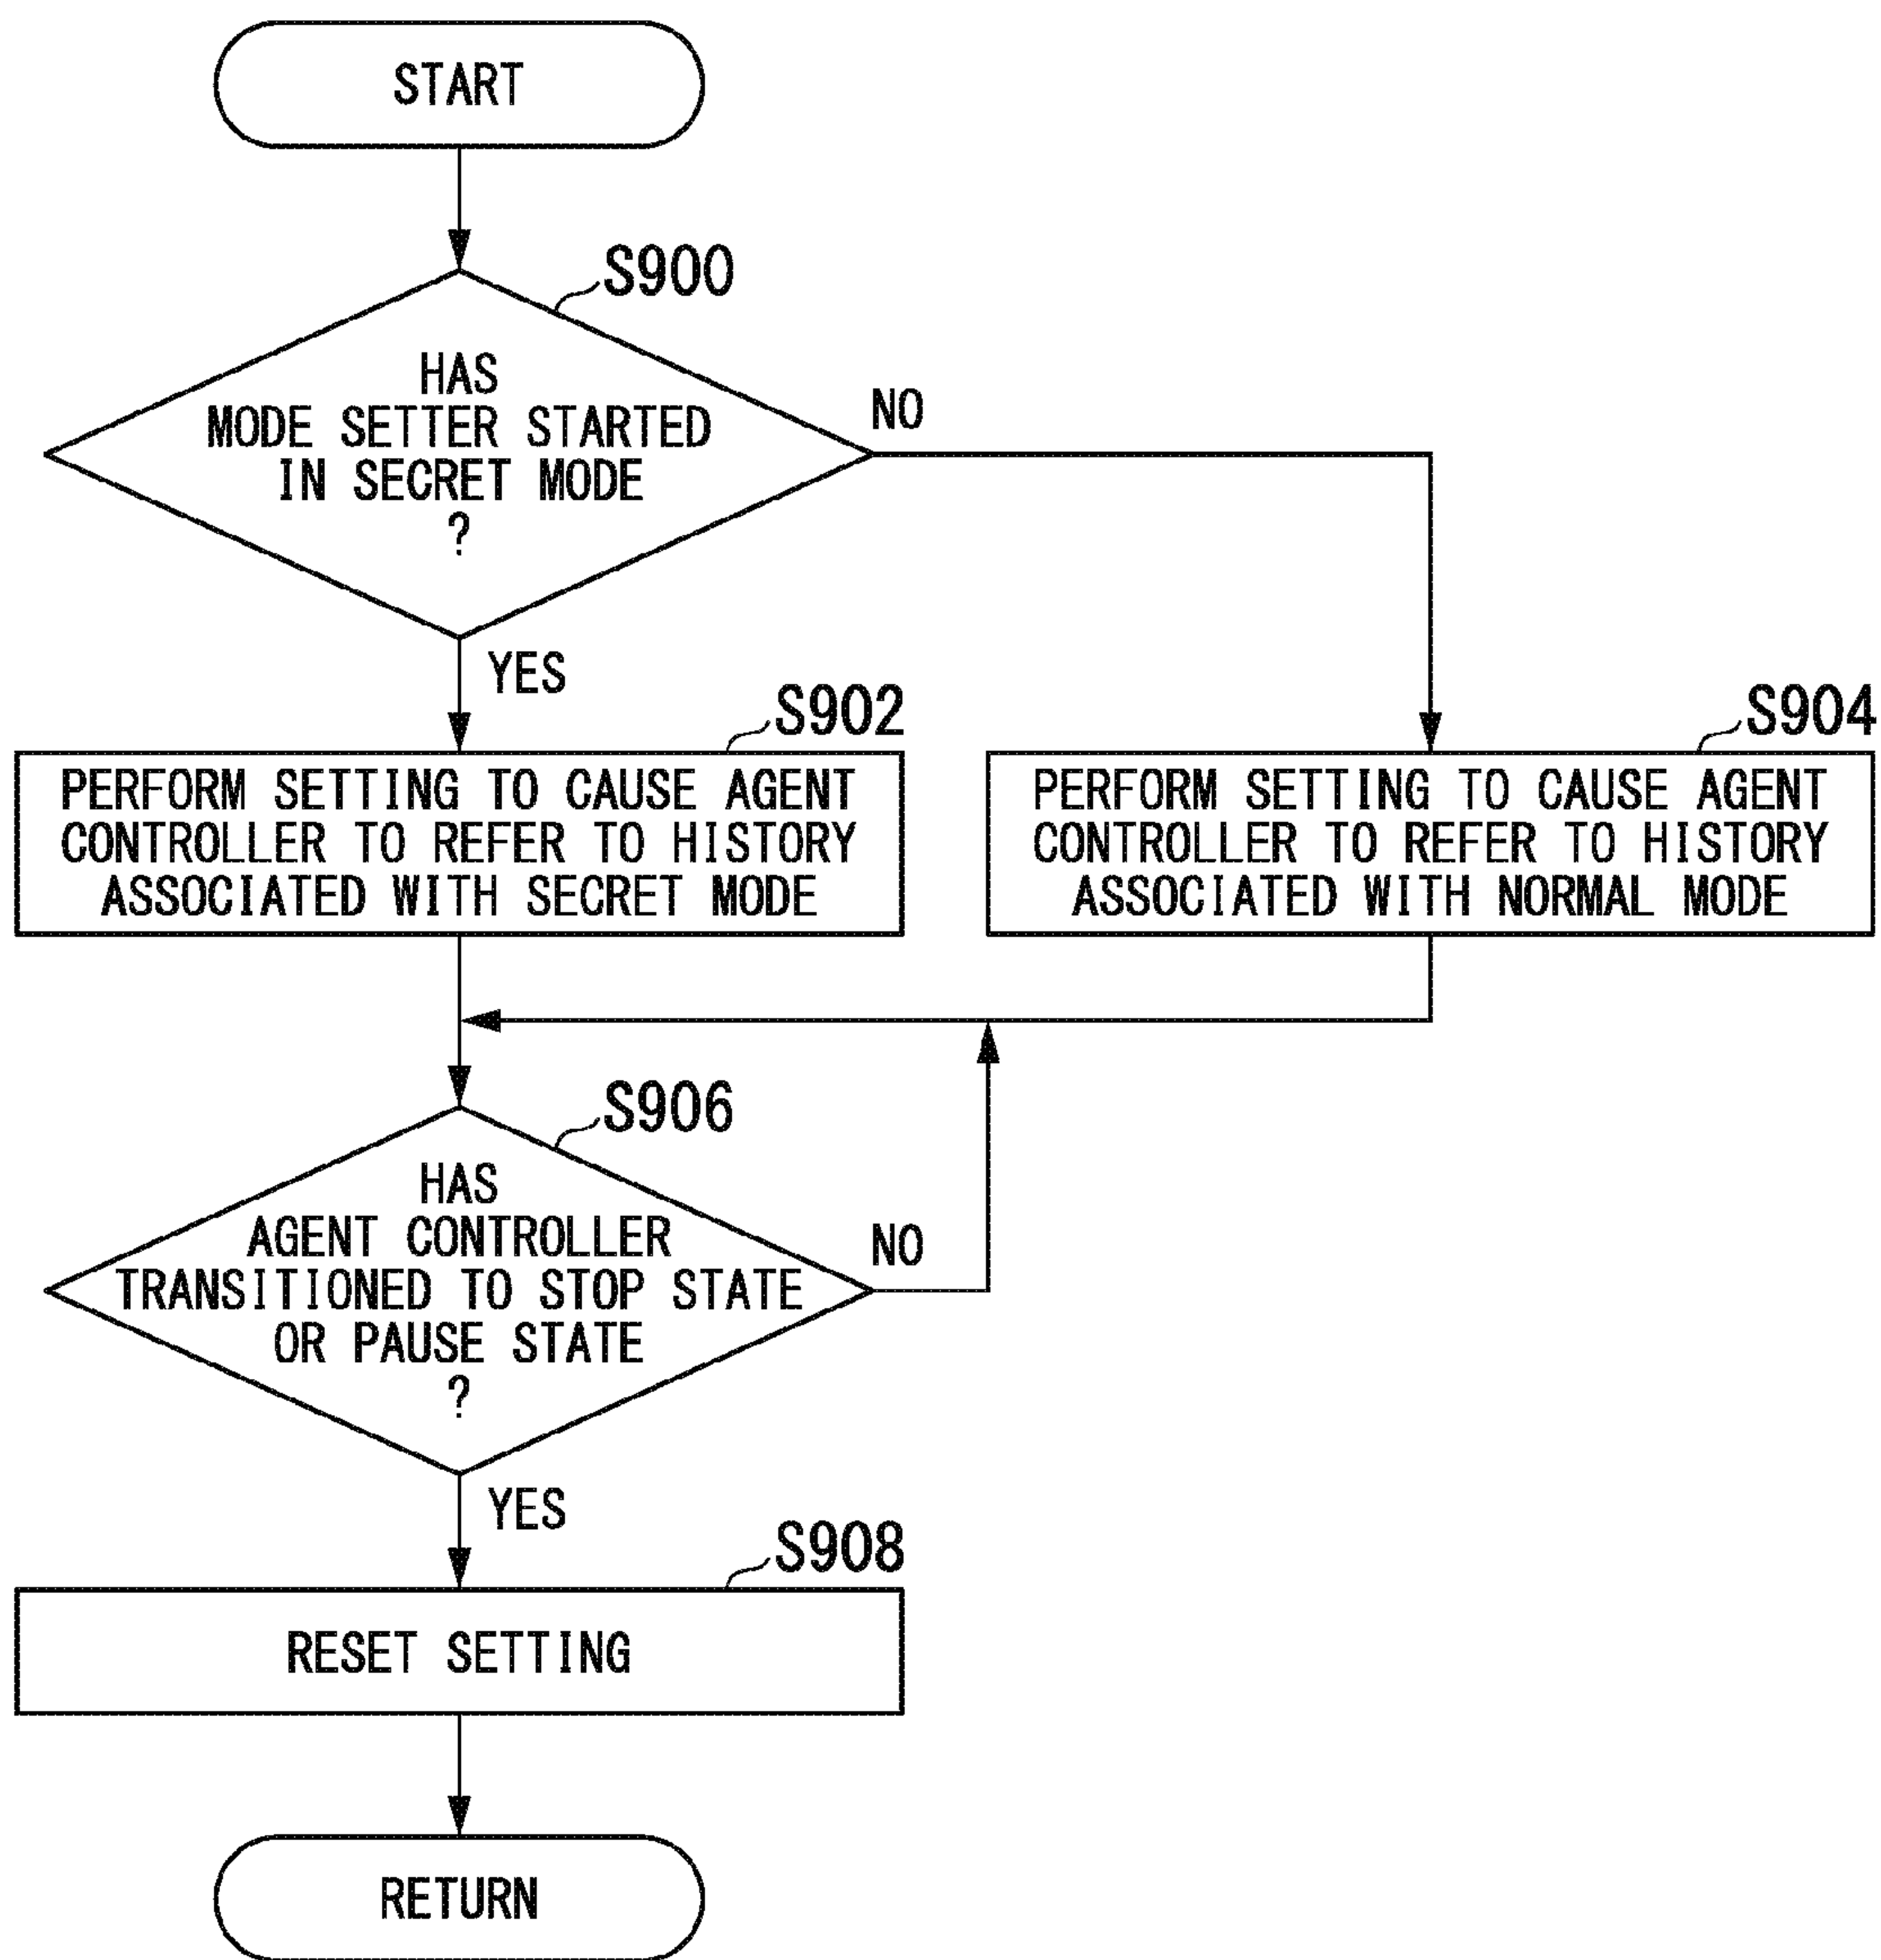 START
S900
HAS
MODE SETTER STARTED
IN SECRET MODE
?
NO
YES
S902
PERFORM SETTING TO CAUSE AGENT
CONTROLLER TO REFER TO HISTORY
ASSOCIATED WITH SECRET MODE
S904
PERFORM SETTING TO CAUSE AGENT
CONTROLLER TO REFER TO HISTORY
ASSOCIATED WITH NORMAL MODE
S906
HAS
AGENT CONTROLLER
TRANSITIONED TO STOP STATE
OR PAUSE STATE
?
NO
YES
S908
RESET SETTING
RETURN